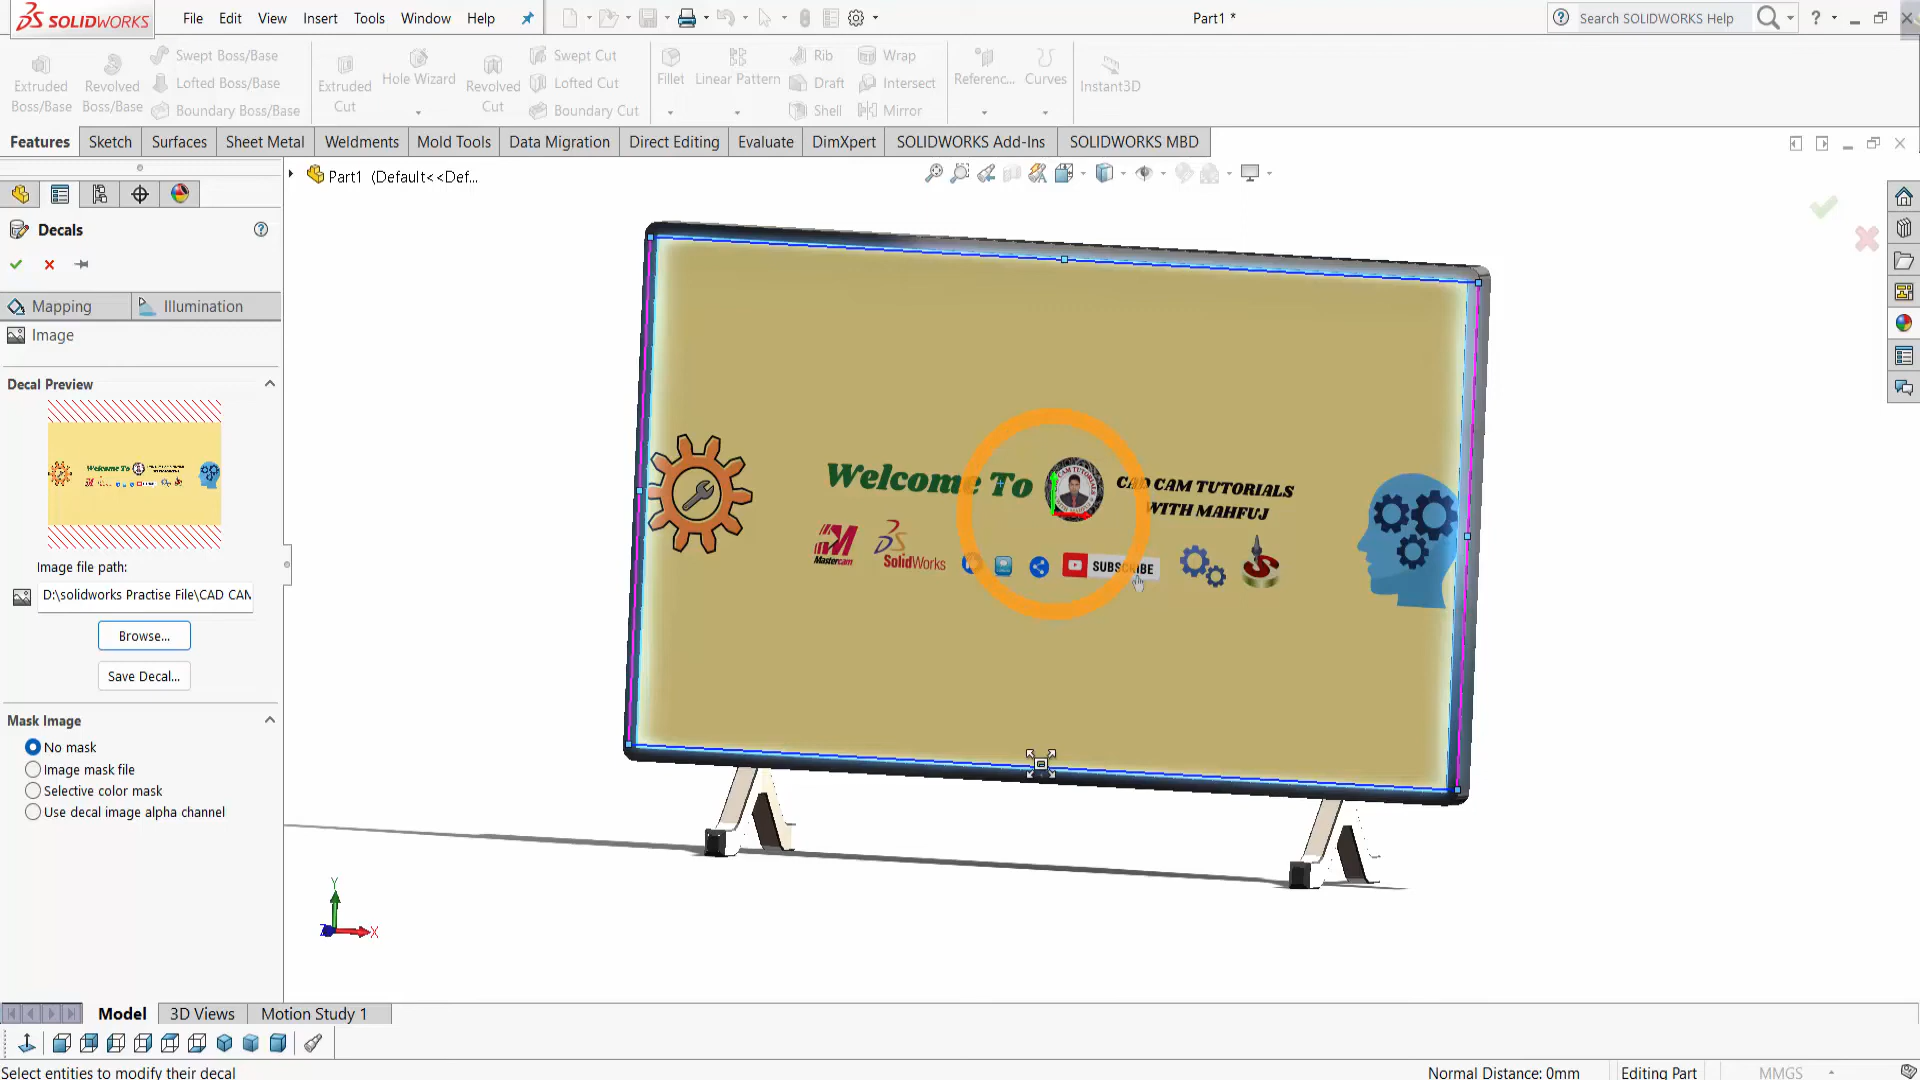 SOLIDWORKS
File Edit View Insert Tools Window Help
Part1 *
Search SOLIDWORKS Help
Extruded Boss/Base
Revolved Boss/Base
Swept Boss/Base
Lofted Boss/Base
Boundary Boss/Base
Extruded Cut
Hole Wizard
Revolved Cut
Swept Cut
Lofted Cut
Boundary Cut
Fillet
Linear Pattern
Rib
Draft
Shell
Wrap
Intersect
Mirror
Referenc...
Curves
Instant3D
Features Sketch Surfaces Sheet Metal Weldments Mold Tools Data Migration Direct Editing Evaluate DimXpert SOLIDWORKS Add-Ins SOLIDWORKS MBD
Part1 (Default<<Def...
Decals
Mapping Illumination
Image
Decal Preview
Image file path:
D:\solidworks Practise File\CAD CAN
Browse...
Save Decal...
Mask Image
No mask
Image mask file
Selective color mask
Use decal image alpha channel
Welcome To
CAD CAM TUTORIALS
WITH MAHFUJ
Mastercam
SolidWorks
SUBSCRIBE
Y
Z
X
Model 3D Views Motion Study 1
Select entities to modify their decal
Normal Distance: 0mm
Editing Part
MMGS